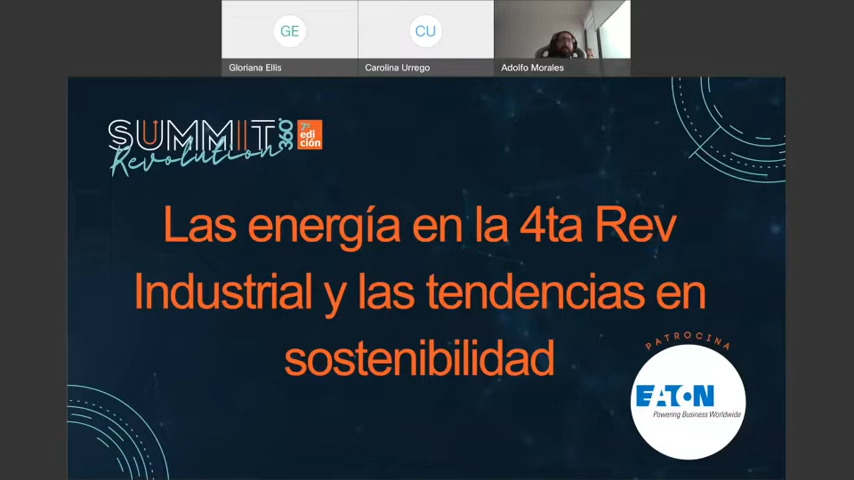 GE
CU
Gloriana Ellis
Carolina Urrego
Adolfo Morales
SUMMIT
Revolution
360°
7ma
edi
ción
Las energía en la 4ta Rev
Industrial y las tendencias en
sostenibilidad
PATROCINA
EATON
Powering Business Worldwide